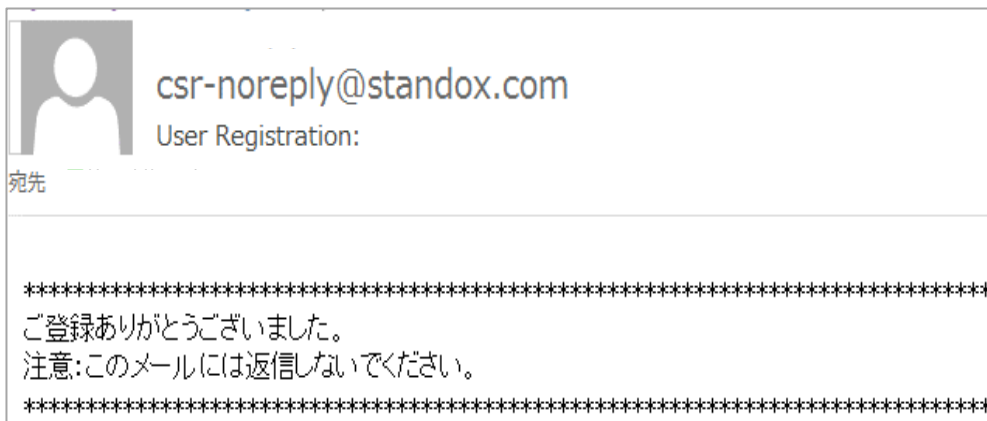 csr-noreply@standox.com
User Registration:
宛先
******************************************************************************
ご登録ありがとうございました。
注意:このメールには返信しないでください。
******************************************************************************